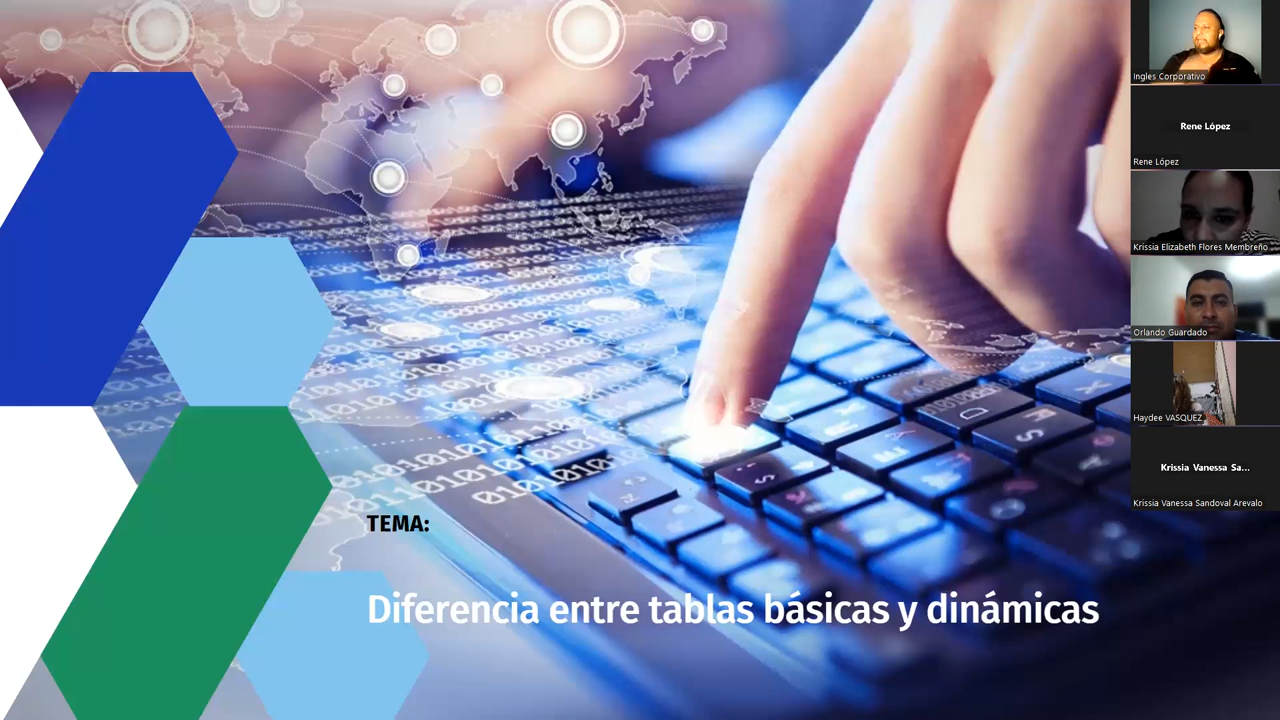 TEMA:
Diferencia entre tablas básicas y dinámicas
Ingles Corporativo
Rene López
Rene López
Krissia Elizabeth Flores Membreño
Orlando Guardado
Haydee VASQUEZ
Krissia Vanessa Sa...
Krissia Vanessa Sandoval Arevalo